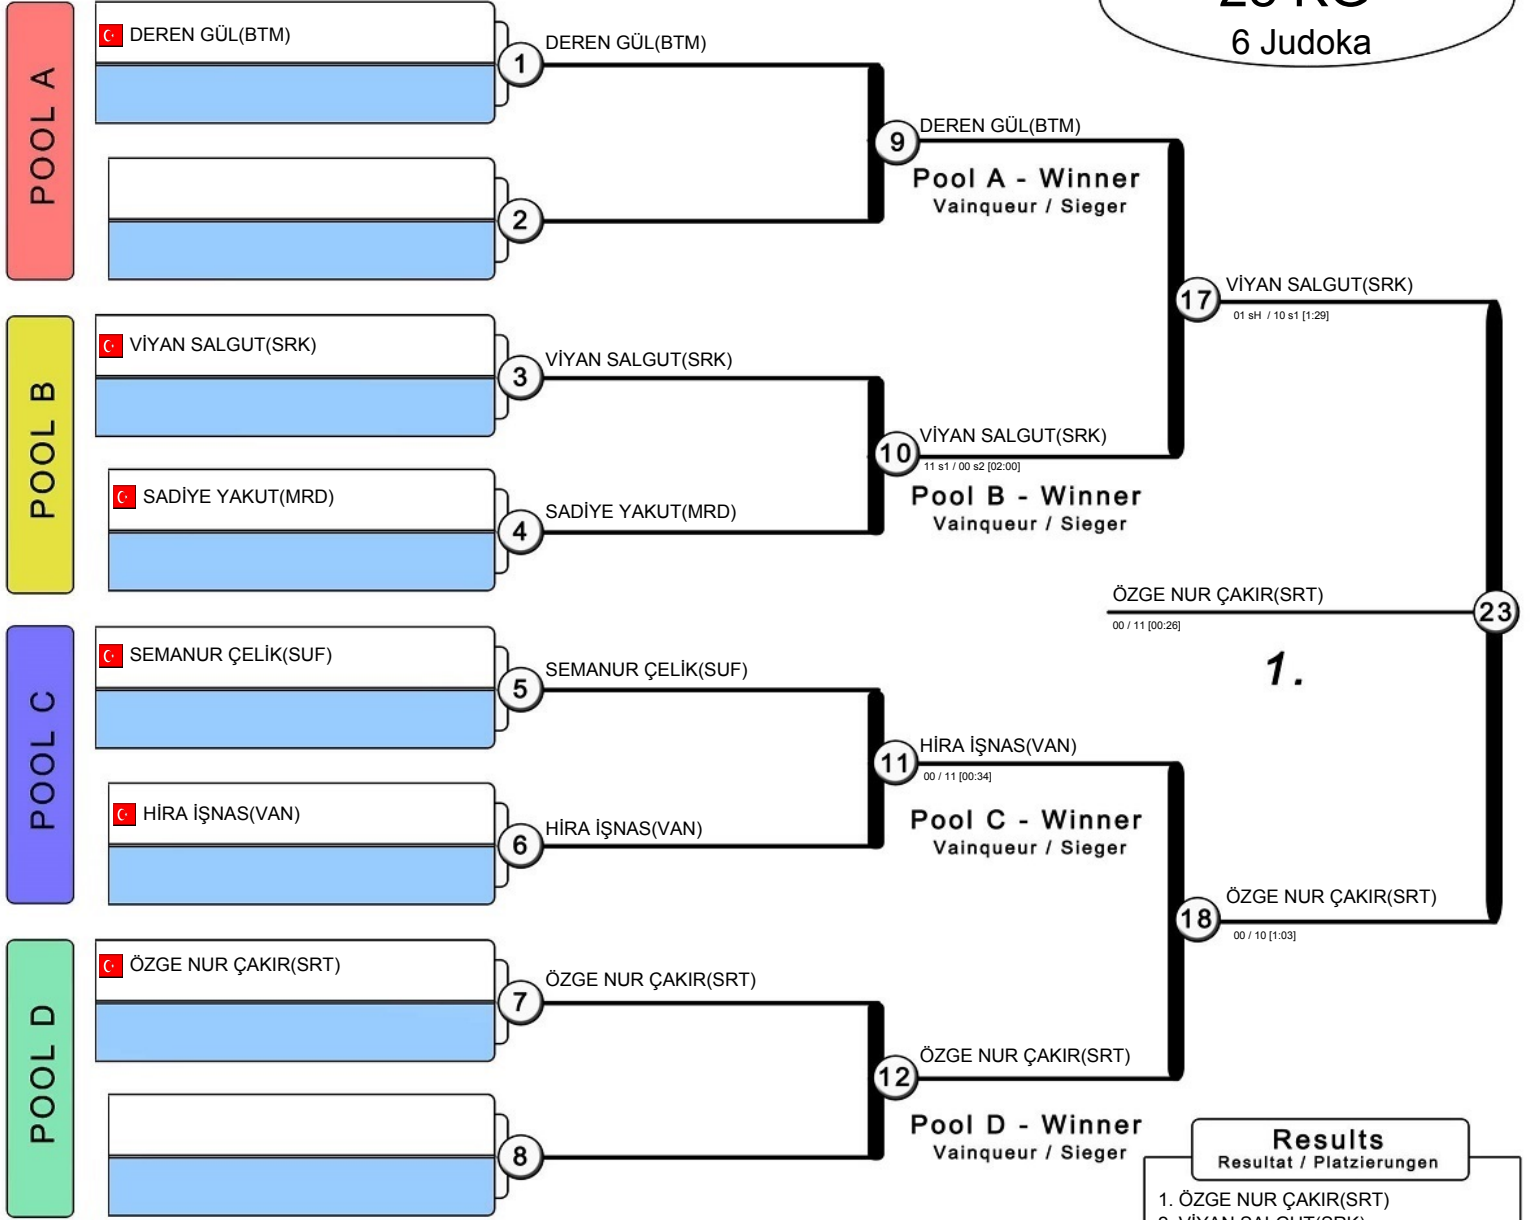 6 Judoka
POOL A
DEREN GÜL(BTM)
1
DEREN GÜL(BTM)
2
9
DEREN GÜL(BTM)
Pool A - Winner
Vainqueur / Sieger
POOL B
VİYAN SALGUT(SRK)
3
VİYAN SALGUT(SRK)
SADİYE YAKUT(MRD)
4
SADİYE YAKUT(MRD)
10
VİYAN SALGUT(SRK)
11 s1 / 00 s2 [02:00]
Pool B - Winner
Vainqueur / Sieger
17
VİYAN SALGUT(SRK)
01 sH / 10 s1 [1:29]
POOL C
SEMANUR ÇELİK(SUF)
5
SEMANUR ÇELİK(SUF)
HİRA İŞNAS(VAN)
6
HİRA İŞNAS(VAN)
11
HİRA İŞNAS(VAN)
00 / 11 [00:34]
Pool C - Winner
Vainqueur / Sieger
POOL D
ÖZGE NUR ÇAKIR(SRT)
7
ÖZGE NUR ÇAKIR(SRT)
8
12
ÖZGE NUR ÇAKIR(SRT)
Pool D - Winner
Vainqueur / Sieger
18
ÖZGE NUR ÇAKIR(SRT)
00 / 10 [1:03]
ÖZGE NUR ÇAKIR(SRT)
23
00 / 11 [00:26]
1.
Results
Resultat / Platzierungen
1. ÖZGE NUR ÇAKIR(SRT)
2. VİYAN SALGUT(SRK)